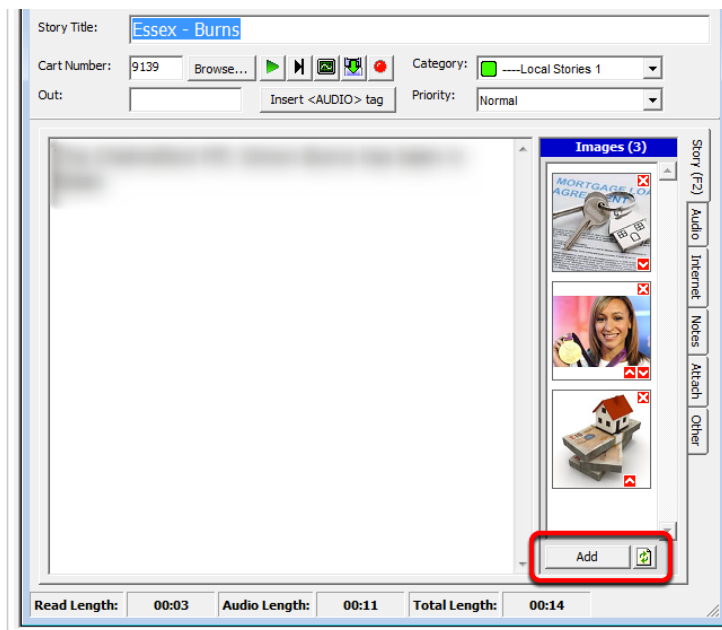 Story Title: Essex - Burns
Cart Number: 9139 Browse... Category: ----Local Stories 1
Out: Insert <AUDIO> tag Priority: Normal
Images (3)
MORTGAGE LOAN
AGREEMENT
Story (F2)
Audio
Internet
Notes
Attach
Other
Add
Read Length: 00:03 Audio Length: 00:11 Total Length: 00:14